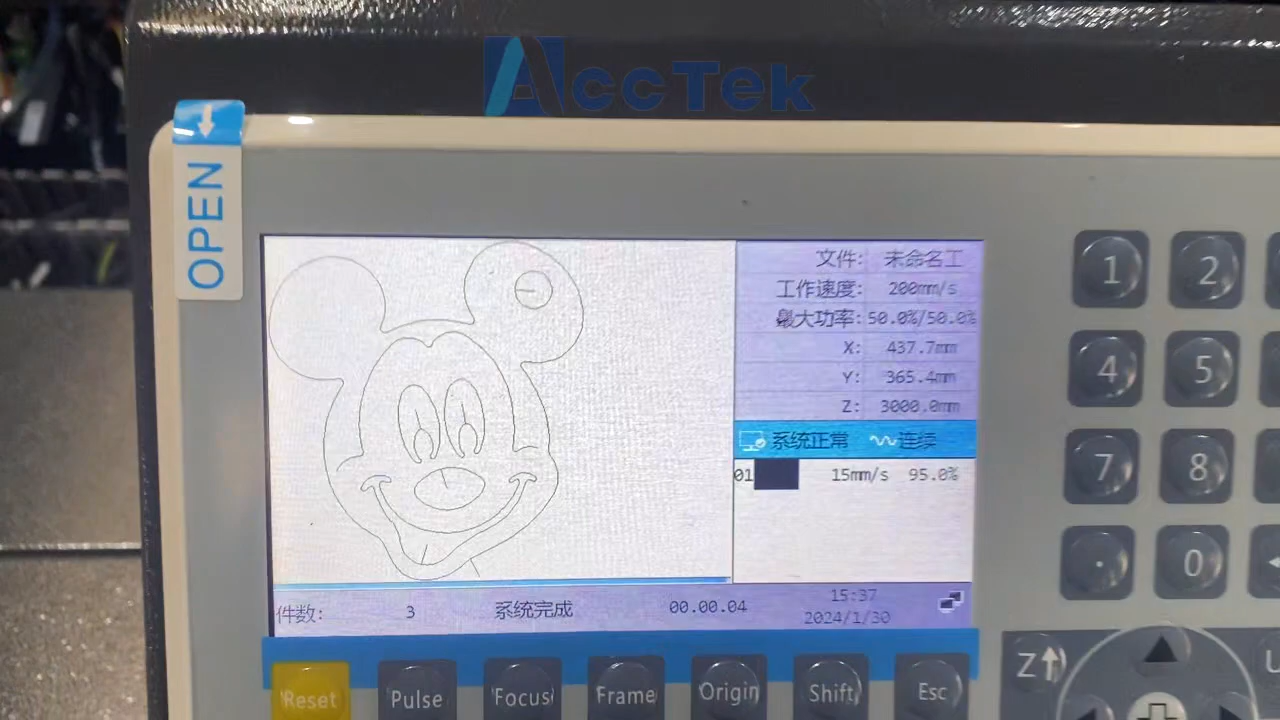 AccTek
OPEN
文件: 未命名工
工作速度: 200mm/s
最大功率: 50.0%/50.0%
X: 437.7mm
Y: 365.4mm
Z: 3000.0mm
系统正常 连续
01 15mm/s 95.0%
件数: 3 系统完成 00.00.04 15:37
2024/1/30
1 2
4 5
7 8
. 0
Z
Reset Pulse Focus Frame Origin Shift Esc